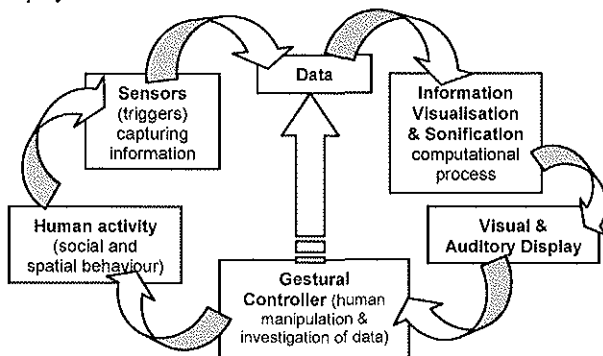 Sensors
(triggers)
capturing
information
Data
Information
Visualisation
& Sonification
computational
process
Human activity
(social and
spatial behaviour)
Visual &
Auditory Display
Gestural
Controller (human
manipulation &
investigation of data)